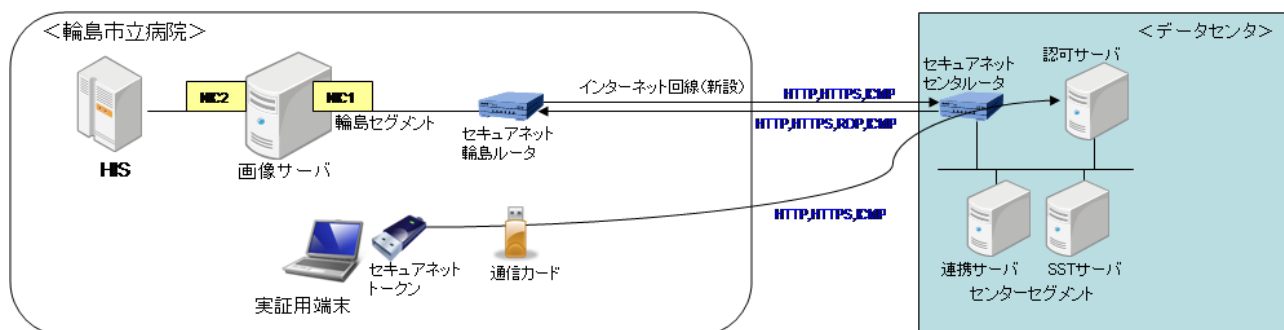 ＜輪島市立病院＞
＜データセンタ＞
認可サーバ
セキュアネット
センタルータ
インターネット回線(新設)
HTTP,HTTPS,ICMP
NIC2
NIC1
輪島セグメント
HTTP,HTTPS,RDP,ICMP
セキュアネット
輪島ルータ
HIS
画像サーバ
HTTP,HTTPS,ICMP
セキュアネット
トークン
通信カード
実証用端末
連携サーバ
SSTサーバ
センターセグメント